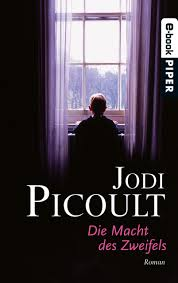 e-book
PIPER
JODI
PICOULT
Die Macht
des Zweifels
Roman